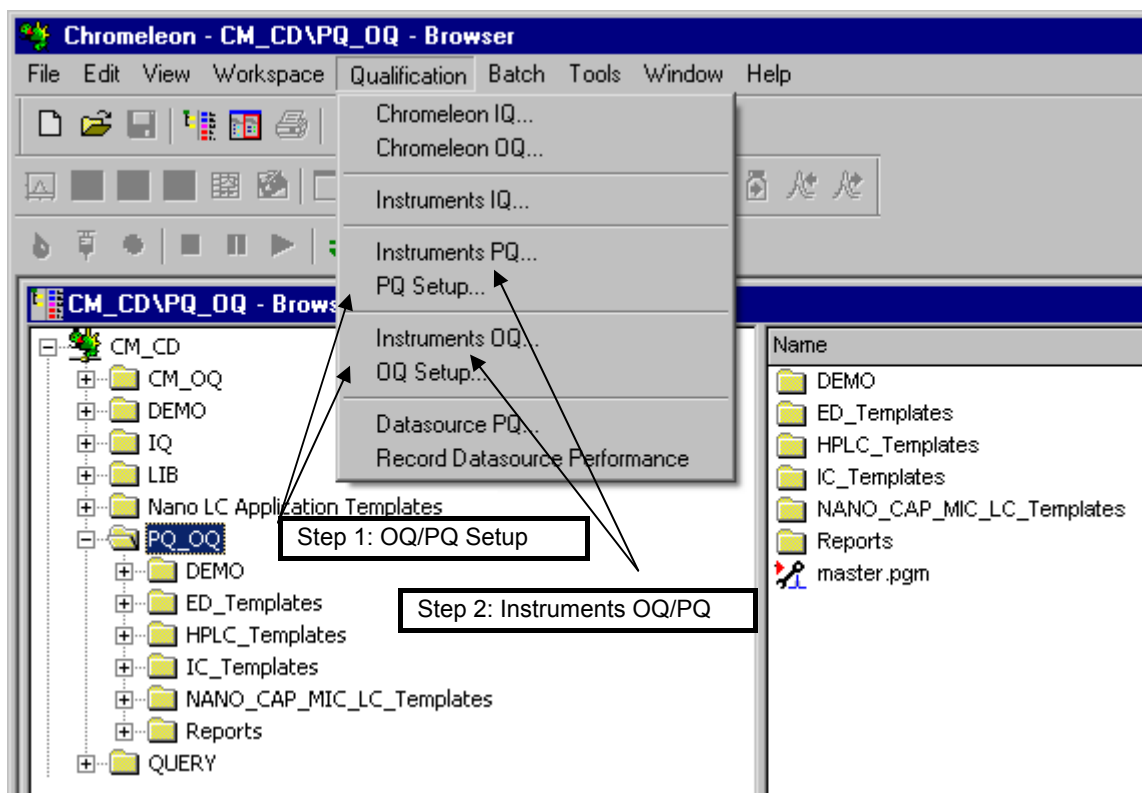 Chromeleon - CM_CD\PQ_OQ - Browser
File Edit View Workspace Qualification Batch Tools Window Help
Chromeleon IQ...
Chromeleon OQ...
Instruments IQ...
Instruments PQ...
PQ Setup...
Instruments OQ...
OQ Setup...
Datasource PQ...
Record Datasource Performance
CM_CD\PQ_OQ - Brows
CM_CD
CM_OQ
DEMO
IQ
LIB
Nano LC Application Templates
PQ_OQ
DEMO
ED_Templates
HPLC_Templates
IC_Templates
NANO_CAP_MIC_LC_Templates
Reports
QUERY
Step 1: OQ/PQ Setup
Step 2: Instruments OQ/PQ
Name
DEMO
ED_Templates
HPLC_Templates
IC_Templates
NANO_CAP_MIC_LC_Templates
Reports
master.pgm